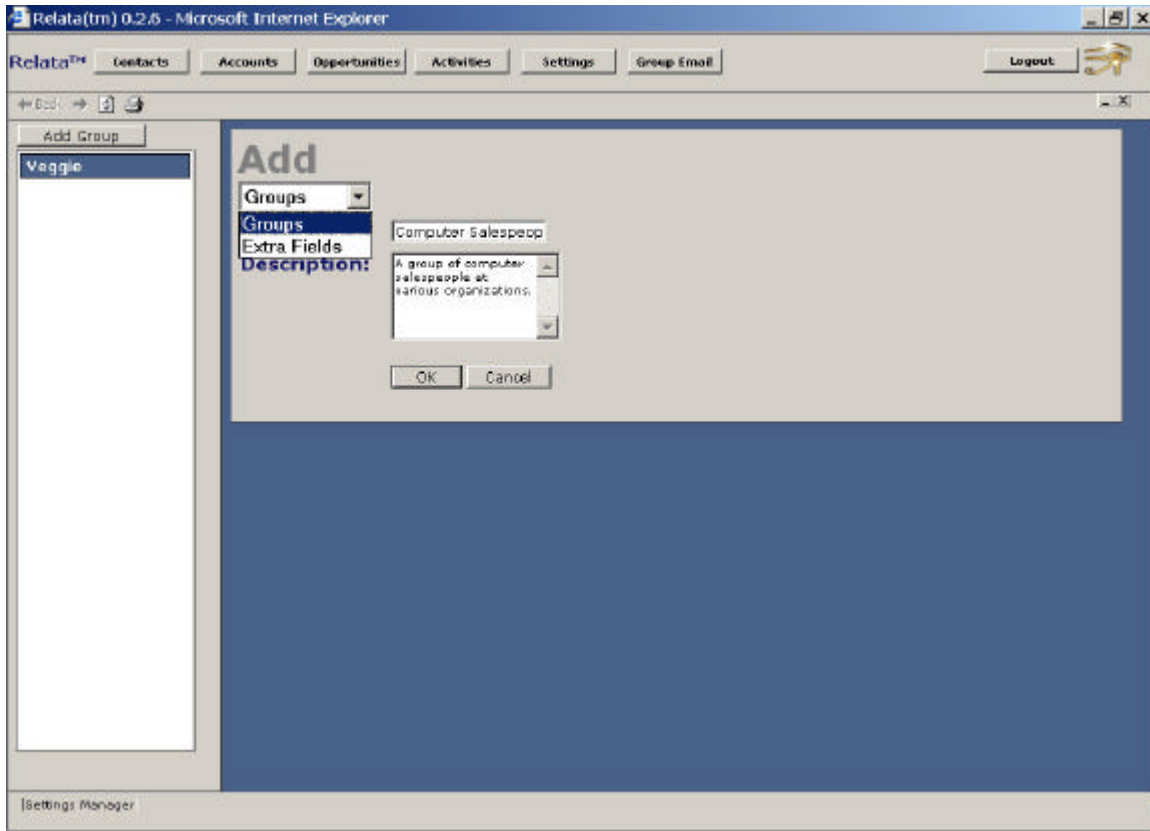 Relata(tm) 0.2.6 - Microsoft Internet Explorer
Relata™ Contacts Accounts Opportunities Activities Settings Group Email Logout
Back
Add Group
Veggie
Add
Groups
Groups
Extra Fields
Computer Salespeop
Description:
A group of computer
salespeople at
various organizations.
OK Cancel
Settings Manager